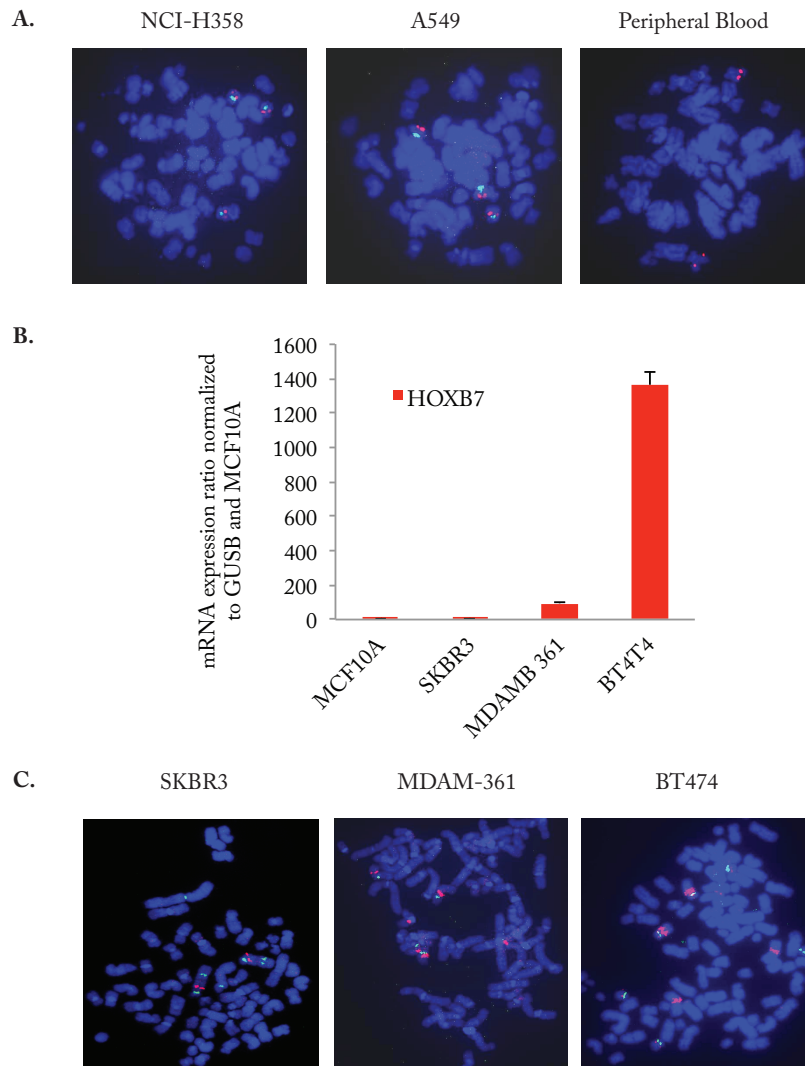 A.
NCI-H358
A549
Peripheral Blood
B.
mRNA expression ratio normalized
to GUSB and MCF10A
1600
1400
1200
1000
800
600
400
200
0
HOXB7
MCF10A
SKBR3
MDAMB 361
BT4T4
C.
SKBR3
MDAM-361
BT474